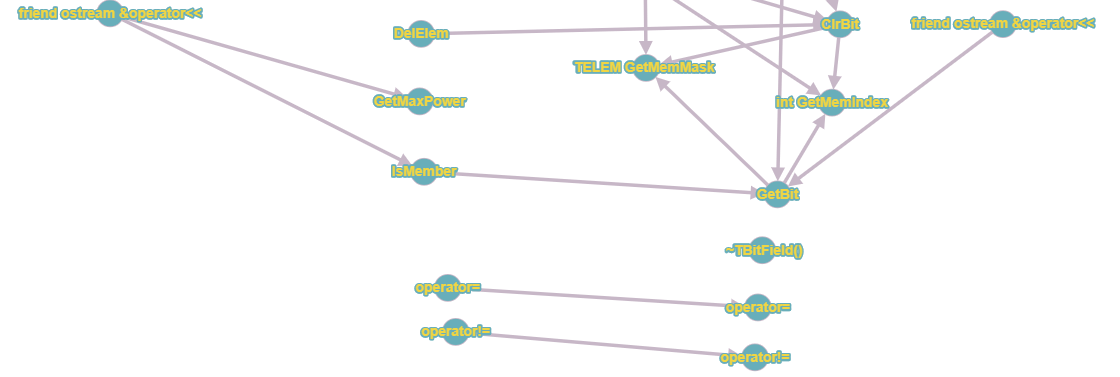 friend ostream &operator<<
DelElem
ClrBit
friend ostream &operator<<
TELEM GetMemMask
GetMaxPower
int GetMemIndex
IsMember
GetBit
~TBitField()
operator=
operator=
operator!=
operator!=